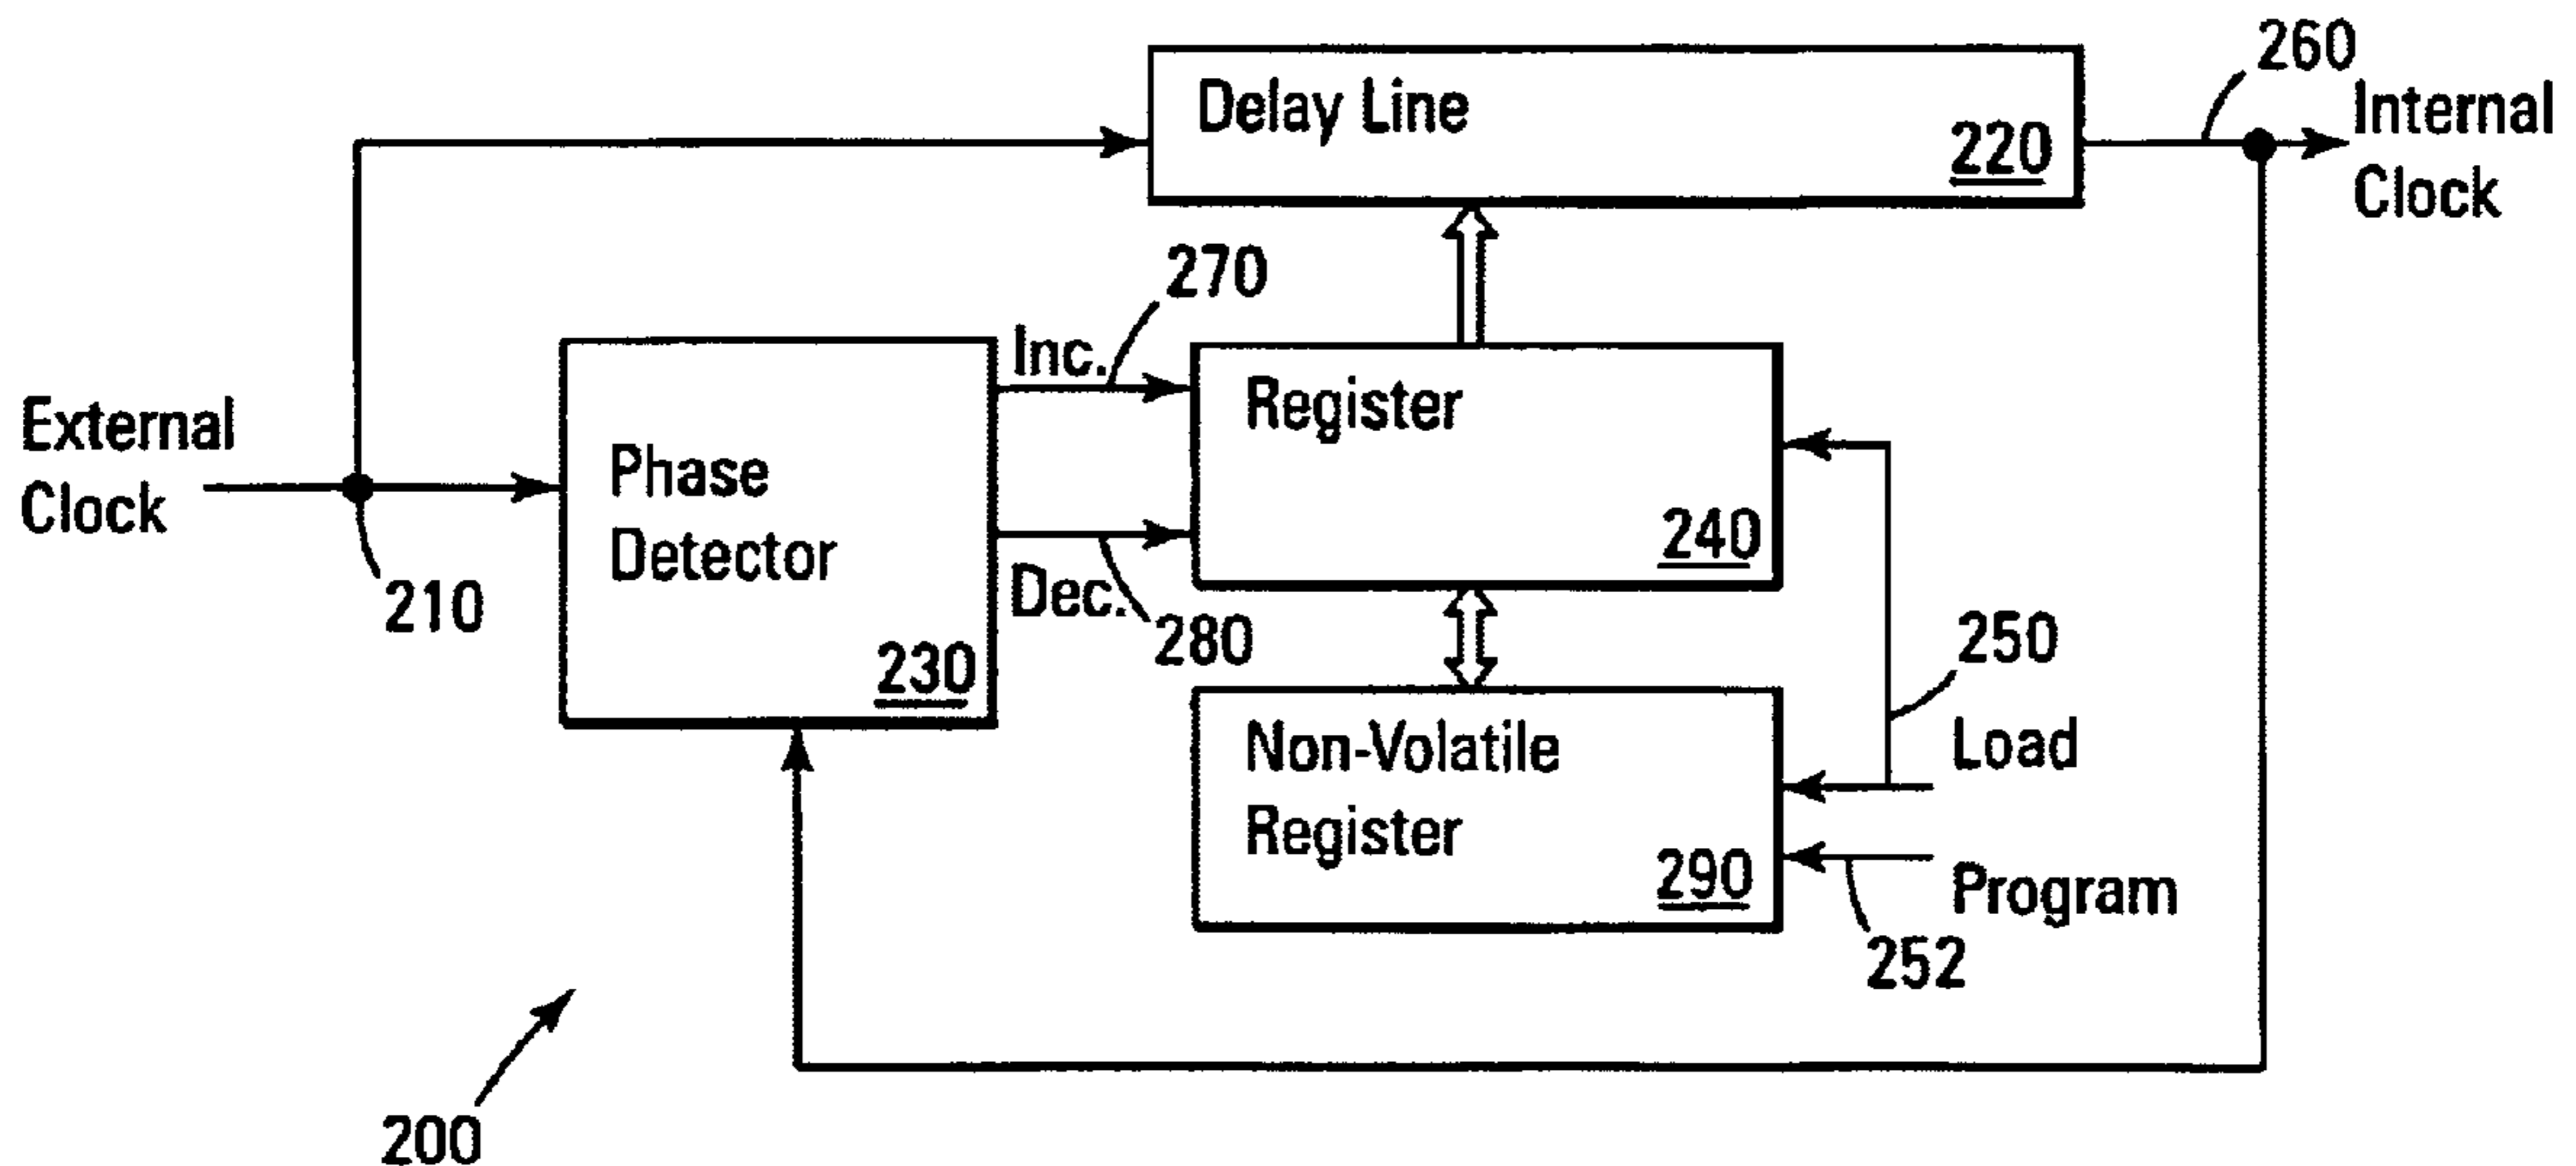 260
Delay Line
Internal
Clock
220
270
Inc.
Register
External
Clock
Phase
Detector
240
210
Dec.
280
230
250
Non-Volatile
Register
Load
290
Program
252
200